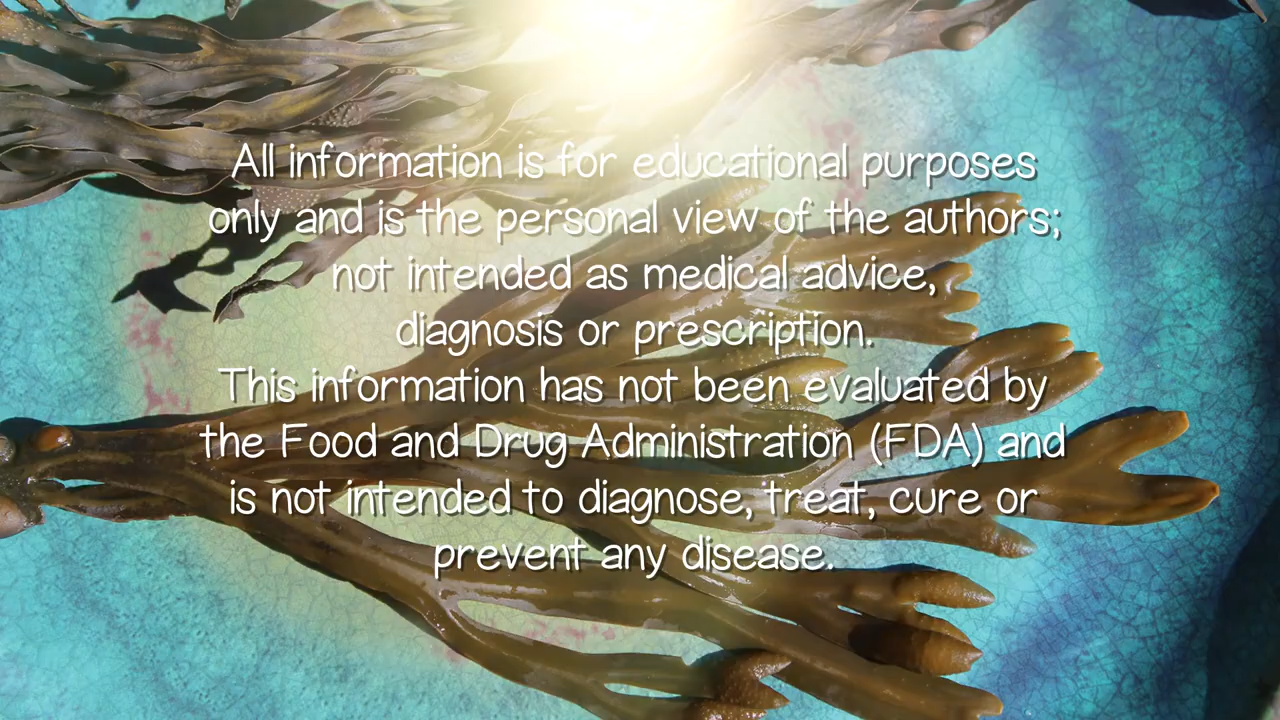 All information is for educational purposes
only and is the personal view of the authors;
not intended as medical advice,
diagnosis or prescription.
This information has not been evaluated by
the Food and Drug Administration (FDA) and
is not intended to diagnose, treat, cure or
prevent any disease.